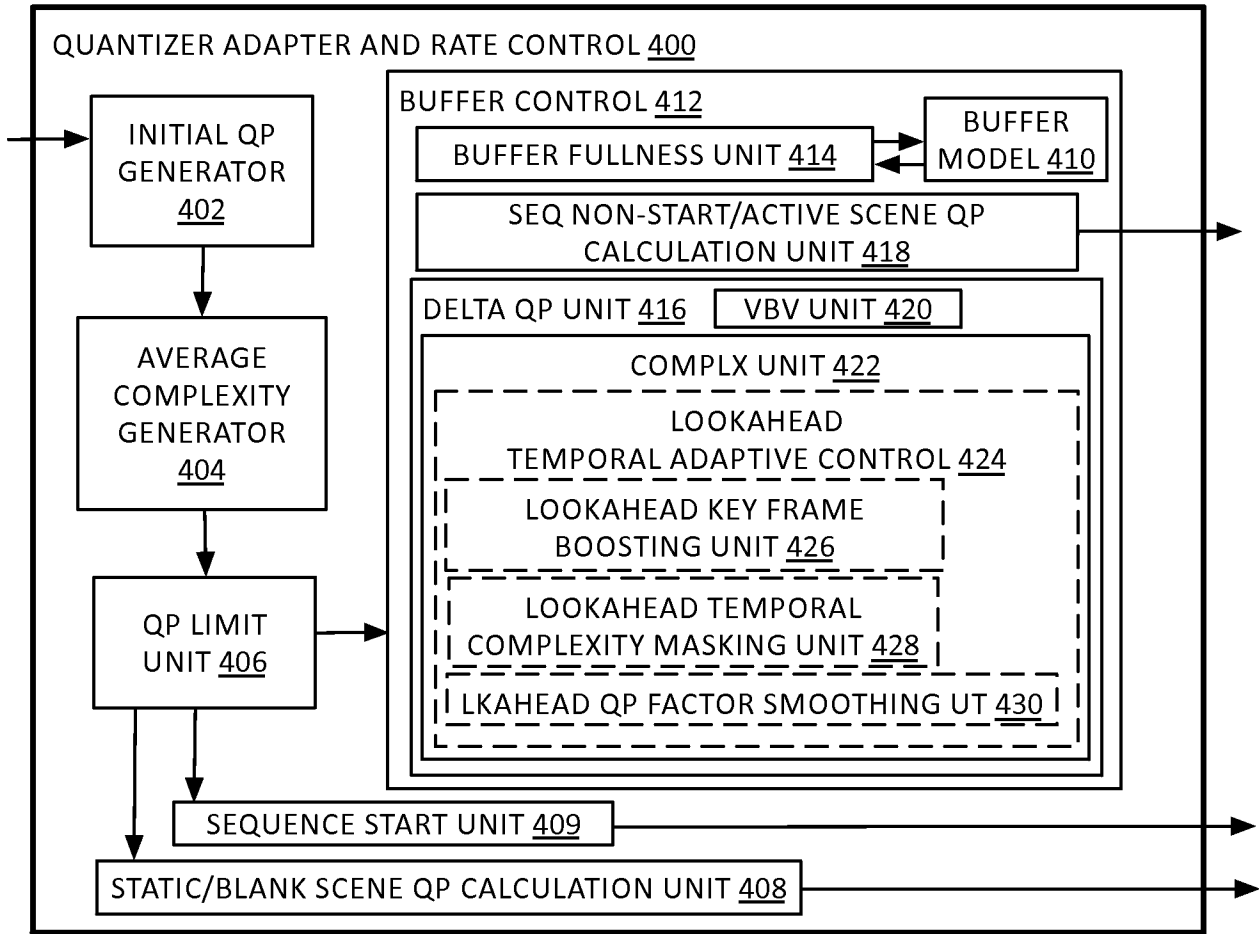 QUANTIZER ADAPTER AND RATE CONTROL 400
INITIAL QP
GENERATOR
402
AVERAGE
COMPLEXITY
GENERATOR
404
QP LIMIT
UNIT 406
BUFFER CONTROL 412
BUFFER FULLNESS UNIT 414
BUFFER
MODEL 410
SEQ NON-START/ACTIVE SCENE QP
CALCULATION UNIT 418
DELTA QP UNIT 416
VBV UNIT 420
COMPLX UNIT 422
LOOKAHEAD
TEMPORAL ADAPTIVE CONTROL 424
LOOKAHEAD KEY FRAME
BOOSTING UNIT 426
LOOKAHEAD TEMPORAL
COMPLEXITY MASKING UNIT 428
LKAHEAD QP FACTOR SMOOTHING UT 430
SEQUENCE START UNIT 409
STATIC/BLANK SCENE QP CALCULATION UNIT 408